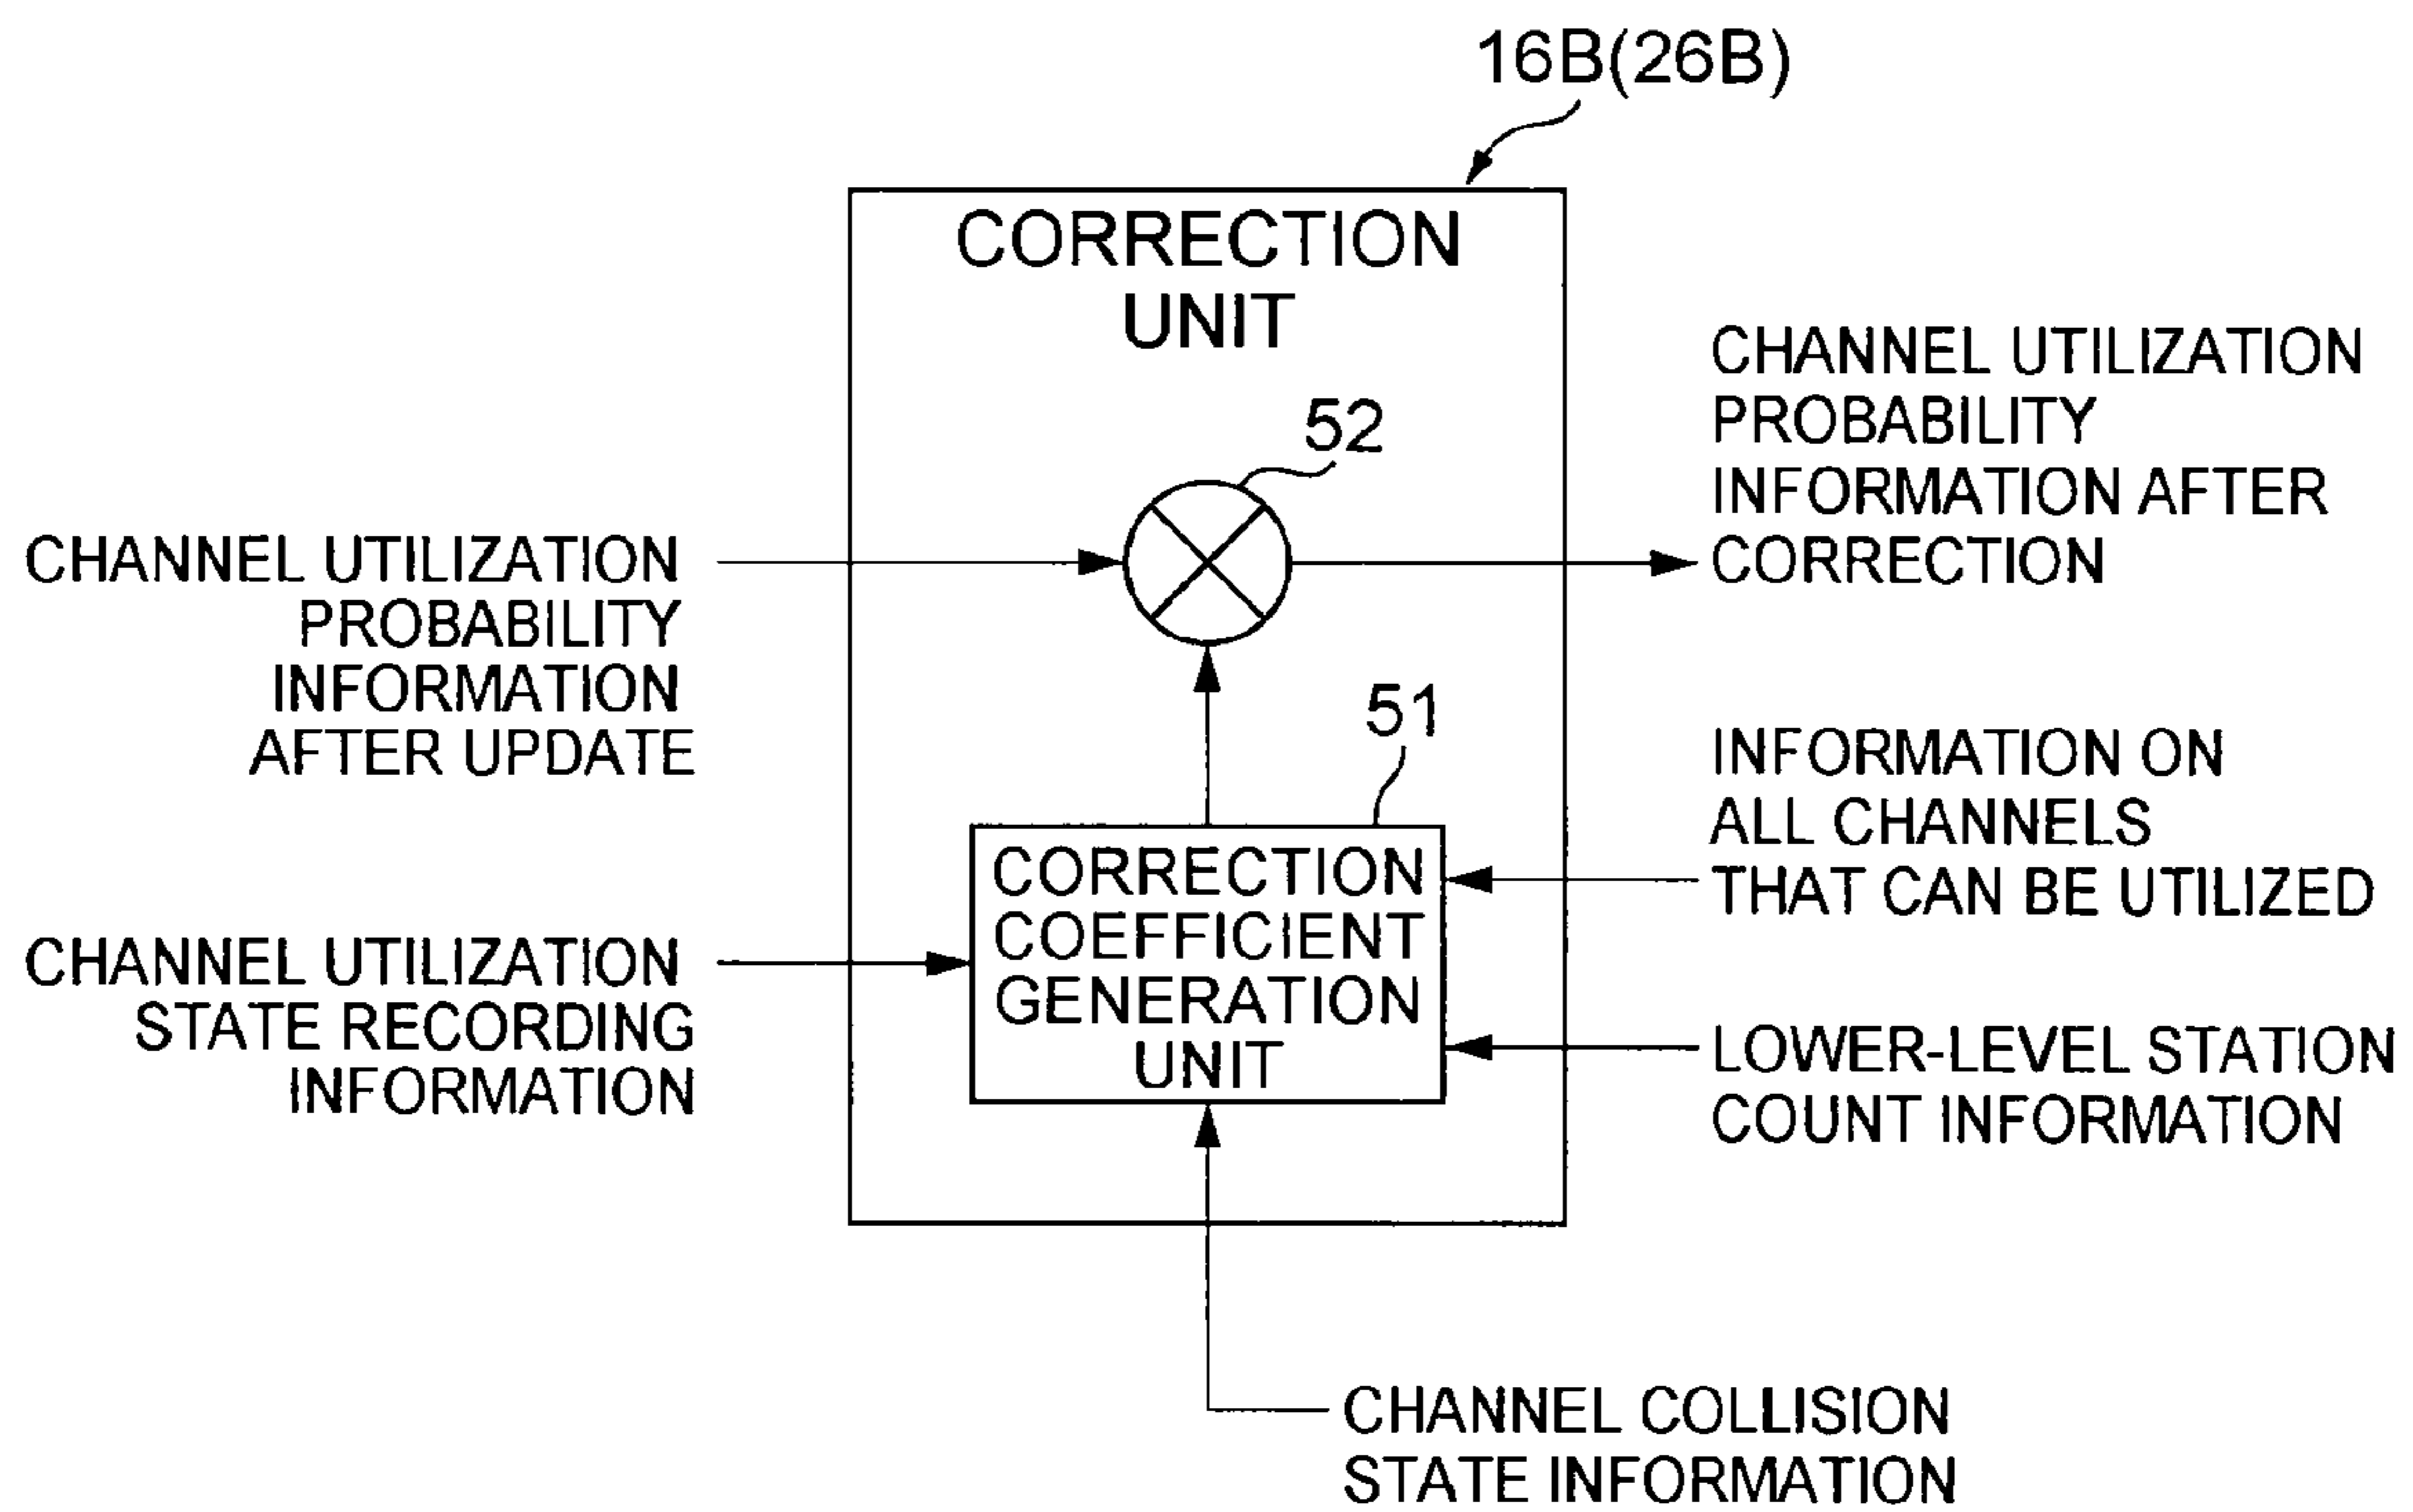 16B(26B)
CORRECTION
UNIT
52
CHANNEL UTILIZATION
PROBABILITY
INFORMATION AFTER
CORRECTION
CHANNEL UTILIZATION
PROBABILITY
INFORMATION
AFTER UPDATE
51
INFORMATION ON
ALL CHANNELS
THAT CAN BE UTILIZED
CORRECTION
COEFFICIENT
GENERATION
UNIT
CHANNEL UTILIZATION
STATE RECORDING
INFORMATION
LOWER-LEVEL STATION
COUNT INFORMATION
CHANNEL COLLISION
STATE INFORMATION